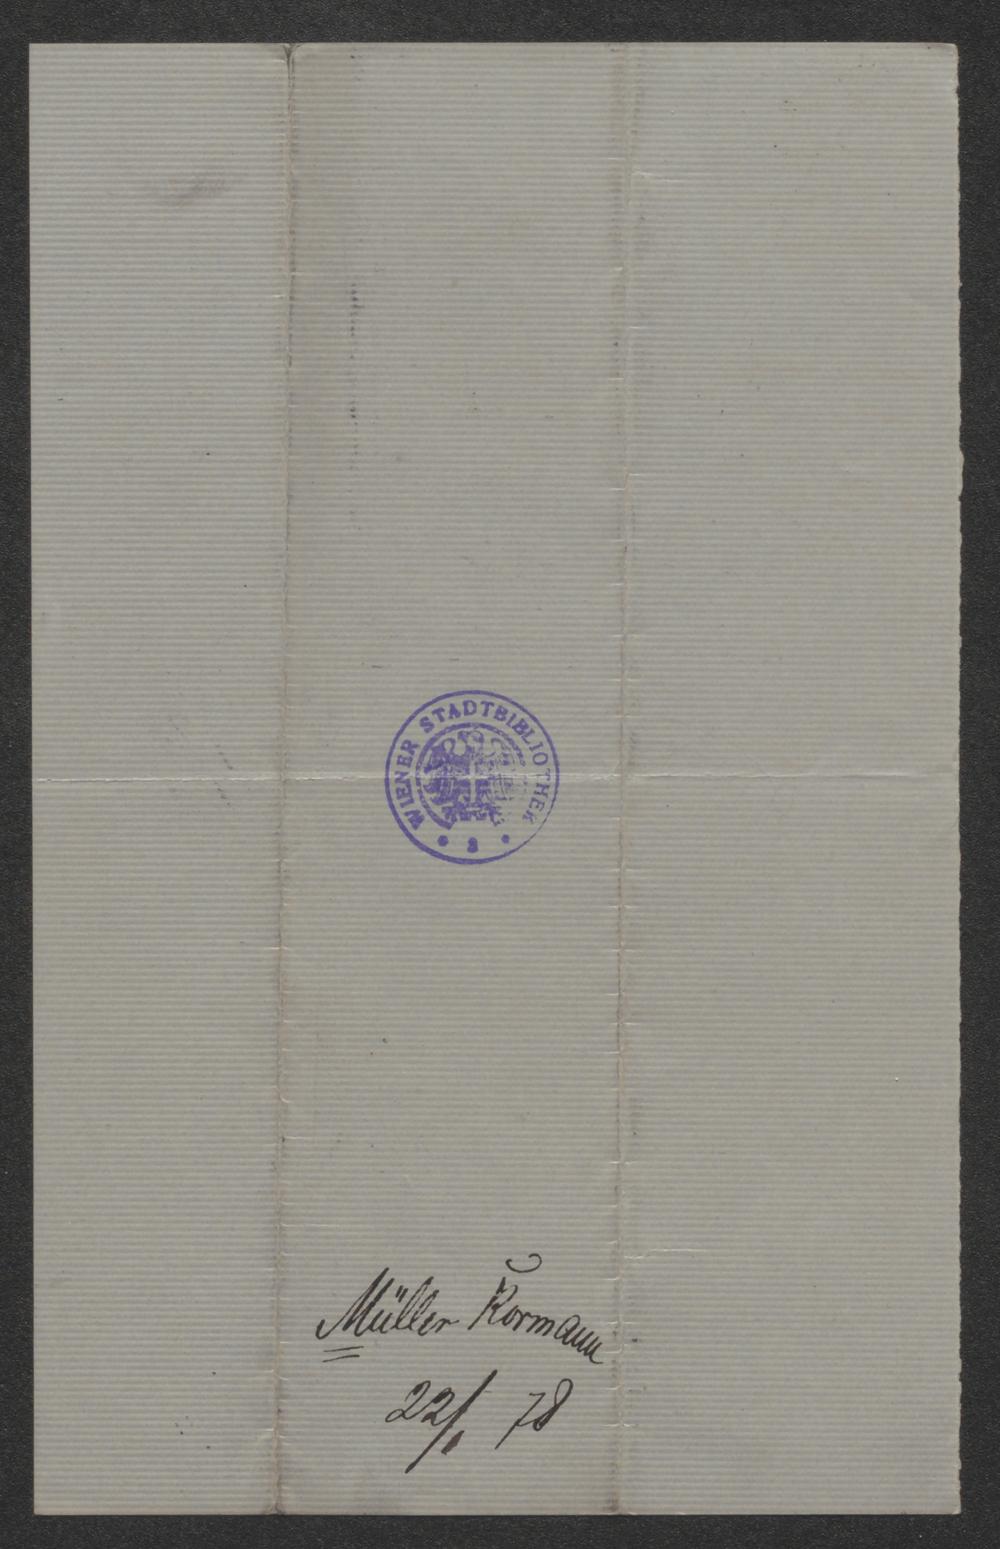 WIENER STADTBIBLIOTHEK
Müller Kormann
22/1 78